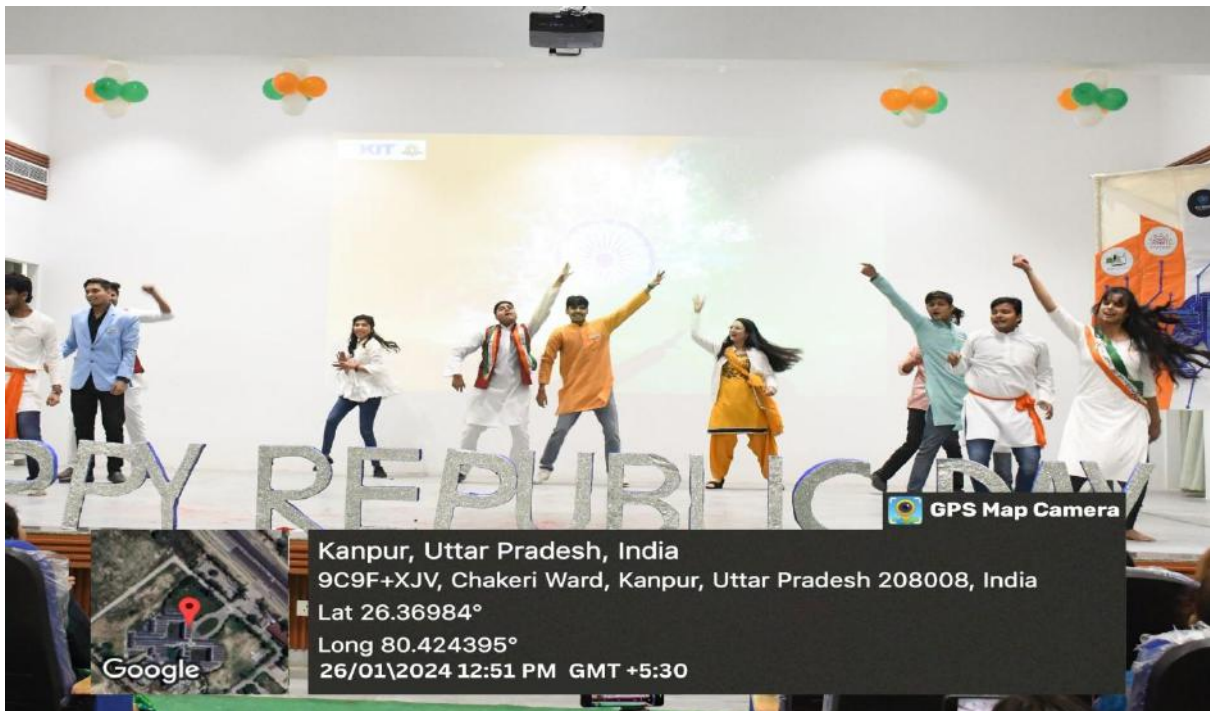 KIT
PPY REPUBLIC DAY
GPS Map Camera
Kanpur, Uttar Pradesh, India
9C9F+XJV, Chakeri Ward, Kanpur, Uttar Pradesh 208008, India
Lat 26.36984°
Long 80.424395°
26/01\2024 12:51 PM GMT +5:30
Google